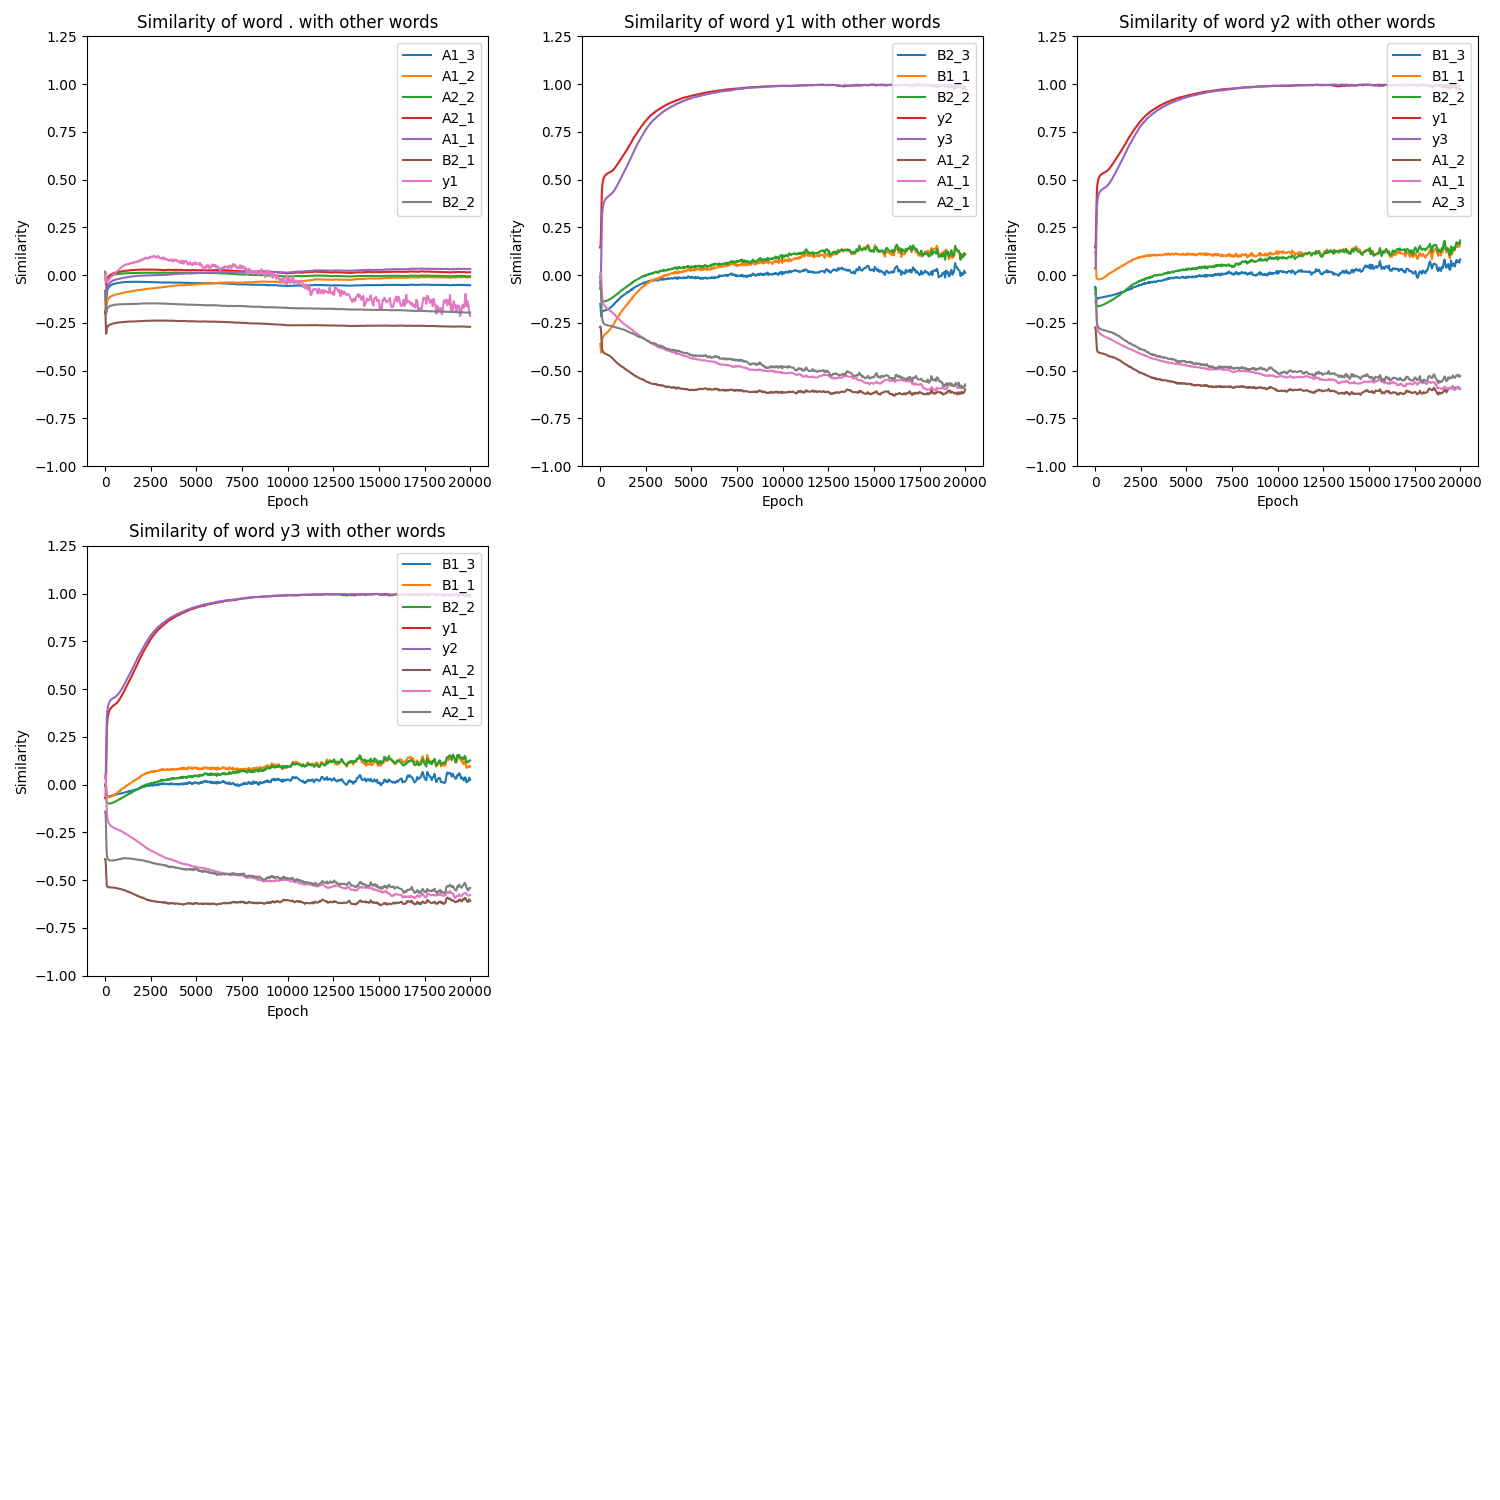 Similarity of word . with other words
1.25
1.00
0.75
0.50
0.25
0.00
−0.25
−0.50
−0.75
−1.00
Similarity
0 2500 5000 7500 10000 12500 15000 17500 20000
Epoch
A1_3
A1_2
A2_2
A2_1
A1_1
B2_1
y1
B2_2
Similarity of word y1 with other words
1.25
1.00
0.75
0.50
0.25
0.00
−0.25
−0.50
−0.75
−1.00
Similarity
0 2500 5000 7500 10000 12500 15000 17500 20000
Epoch
B2_3
B1_1
B2_2
y2
y3
A1_2
A1_1
A2_1
Similarity of word y2 with other words
1.25
1.00
0.75
0.50
0.25
0.00
−0.25
−0.50
−0.75
−1.00
Similarity
0 2500 5000 7500 10000 12500 15000 17500 20000
Epoch
B1_3
B1_1
B2_2
y1
y3
A1_2
A1_1
A2_3
Similarity of word y3 with other words
1.25
1.00
0.75
0.50
0.25
0.00
−0.25
−0.50
−0.75
−1.00
Similarity
0 2500 5000 7500 10000 12500 15000 17500 20000
Epoch
B1_3
B1_1
B2_2
y1
y2
A1_2
A1_1
A2_1